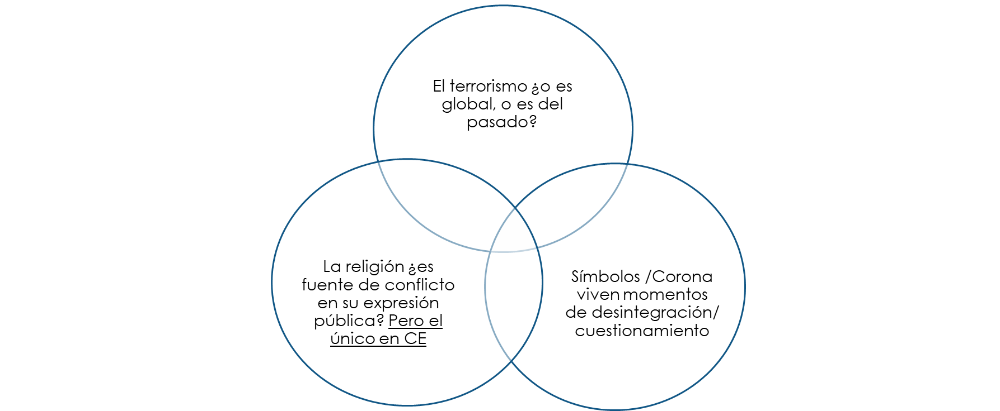 El terrorismo ¿o es
global, o es del
pasado?
La religión ¿es
fuente de conflicto
en su expresión
pública? Pero el
único en CE
Símbolos /Corona
viven momentos
de desintegración/
cuestionamiento